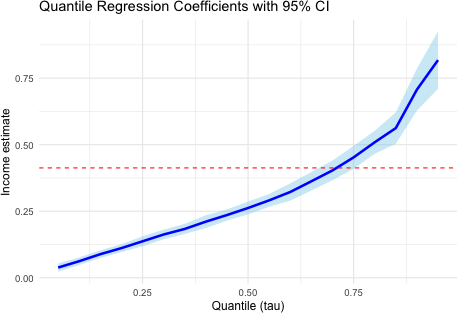 Quantile Regression Coefficients with 95% CI
Income estimate
0.75
0.50
0.25
0.00
0.25 0.50 0.75
Quantile (tau)